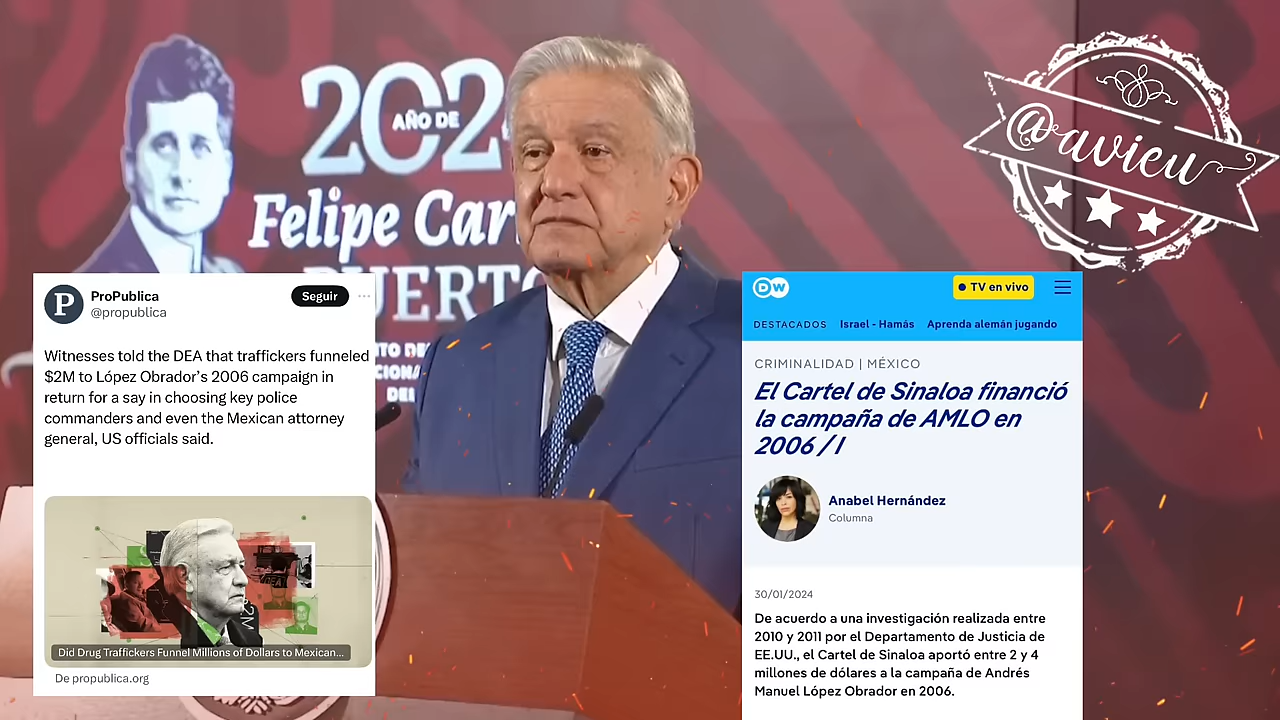 2024
AÑO DE
Felipe Car
PUERTO
@avieu
ProPublica
@propublica
Seguir
Witnesses told the DEA that traffickers funneled
$2M to López Obrador's 2006 campaign in
return for a say in choosing key police
commanders and even the Mexican attorney
general, US officials said.
DEA
Did Drug Traffickers Funnel Millions of Dollars to Mexican...
De propublica.org
DW
TV en vivo
DESTACADOS Israel - Hamás Aprenda alemán jugando
CRIMINALIDAD | MÉXICO
El Cartel de Sinaloa financió
la campaña de AMLO en
2006 / I
Anabel Hernández
Columna
30/01/2024
De acuerdo a una investigación realizada entre
2010 y 2011 por el Departamento de Justicia de
EE.UU., el Cartel de Sinaloa aportó entre 2 y 4
millones de dólares a la campaña de Andrés
Manuel López Obrador en 2006.